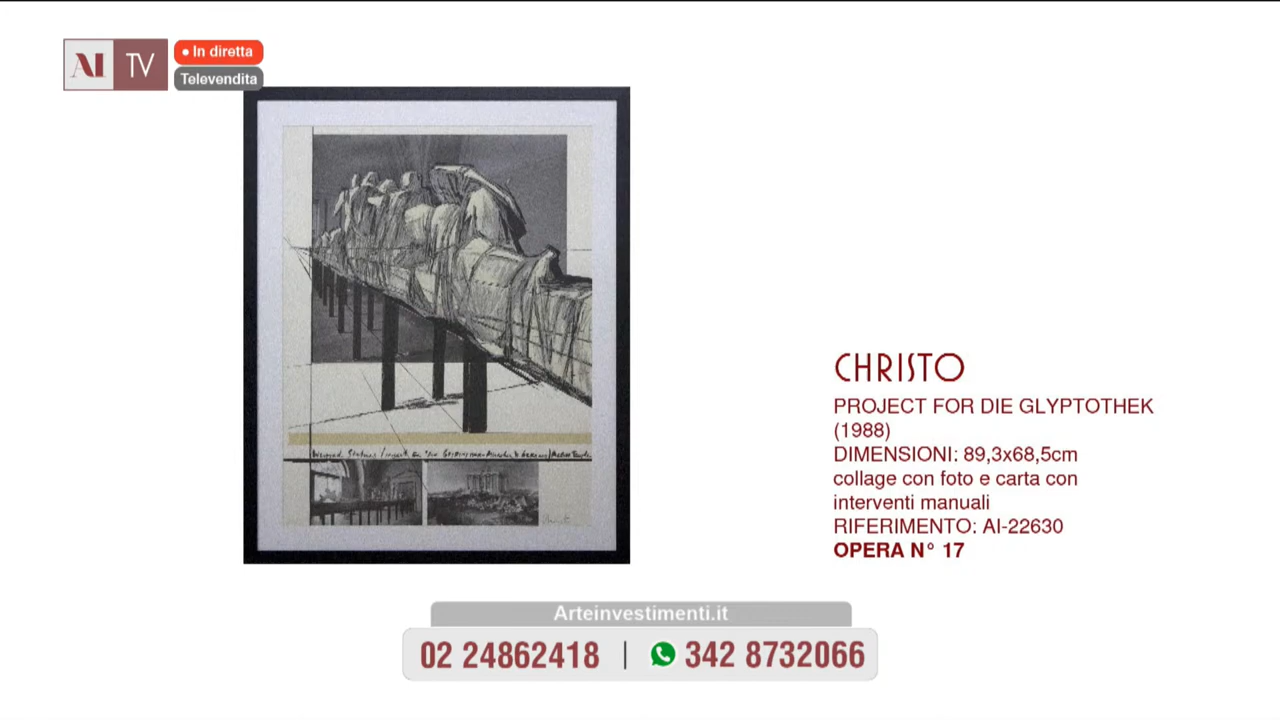 AI TV
• In diretta
Televendita
CHRISTO
PROJECT FOR DIE GLYPTOTHEK
(1988)
DIMENSIONI: 89,3x68,5cm
collage con foto e carta con
interventi manuali
RIFERIMENTO: AI-22630
OPERA N° 17
Arteinvestimenti.it
02 24862418 | 342 8732066